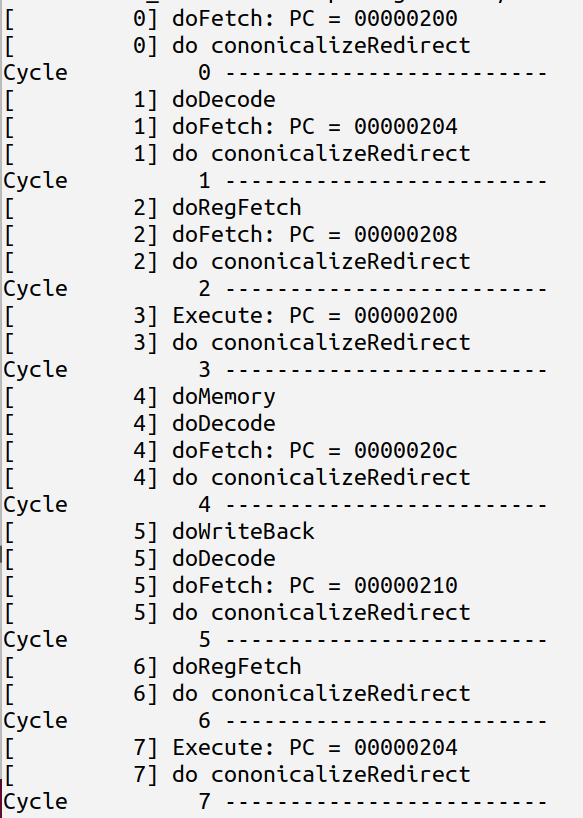 [         0] doFetch: PC = 00000200
[         0] do cononicalizeRedirect
Cycle          0 -------------------------
[         1] doDecode
[         1] doFetch: PC = 00000204
[         1] do cononicalizeRedirect
Cycle          1 -------------------------
[         2] doRegFetch
[         2] doFetch: PC = 00000208
[         2] do cononicalizeRedirect
Cycle          2 -------------------------
[         3] Execute: PC = 00000200
[         3] do cononicalizeRedirect
Cycle          3 -------------------------
[         4] doMemory
[         4] doDecode
[         4] doFetch: PC = 0000020c
[         4] do cononicalizeRedirect
Cycle          4 -------------------------
[         5] doWriteBack
[         5] doDecode
[         5] doFetch: PC = 00000210
[         5] do cononicalizeRedirect
Cycle          5 -------------------------
[         6] doRegFetch
[         6] do cononicalizeRedirect
Cycle          6 -------------------------
[         7] Execute: PC = 00000204
[         7] do cononicalizeRedirect
Cycle          7 -------------------------